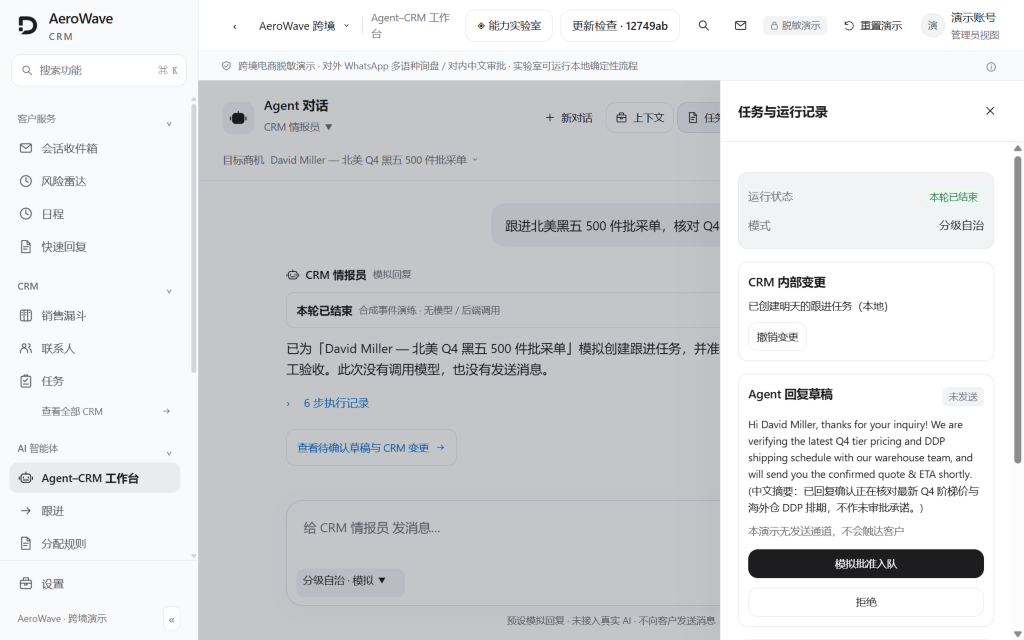 AeroWave
CRM
搜索功能
⌘ K
客户服务
会话收件箱
风险雷达
日程
快速回复
CRM
销售漏斗
联系人
任务
查看全部 CRM →
AI 智能体
Agent–CRM 工作台
跟进
分配规则
设置
AeroWave · 跨境演示
«
‹
AeroWave 跨境
Agent–CRM 工作台
◈ 能力实验室
更新检查 · 12749ab
脱敏演示
重置演示
演
演示账号
管理员视图
跨境电商脱敏演示 · 对外 WhatsApp 多语种询盘 / 对内中文审批 · 实验室可运行本地确定性流程
Agent 对话
CRM 情报员 ▼
+ 新对话
上下文
任务
目标商机 David Miller — 北美 Q4 黑五 500 件批采单
跟进北美黑五 500 件批采单，核对 Q4
CRM 情报员 模拟回复
本轮已结束 合成事件演练 · 无模型 / 后端调用
已为「David Miller — 北美 Q4 黑五 500 件批采单」模拟创建跟进任务，并准
工验收。此次没有调用模型，也没有发送消息。
› 6 步执行记录
查看待确认草稿与 CRM 变更 →
给 CRM 情报员 发消息...
分级自治 · 模拟 ▼
预设模拟回复 · 未接入真实 AI · 不向客户发送消息
任务与运行记录
×
运行状态
本轮已结束
模式
分级自治
CRM 内部变更
已创建明天的跟进任务（本地）
撤销变更
Agent 回复草稿
未发送
Hi David Miller, thanks for your inquiry! We are
verifying the latest Q4 tier pricing and DDP
shipping schedule with our warehouse team, and
will send you the confirmed quote & ETA shortly.
(中文摘要：已回复确认正在核对最新 Q4 阶梯价与
海外仓 DDP 排期，不作未审批承诺。)
本演示无发送通道，不会触达客户
模拟批准入队
拒绝